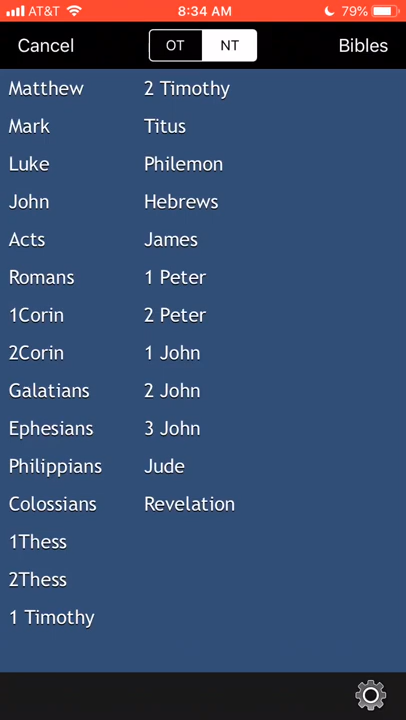 AT&T 8:34 AM 79%
Cancel OT NT Bibles
Matthew 2 Timothy
Mark Titus
Luke Philemon
John Hebrews
Acts James
Romans 1 Peter
1Corin 2 Peter
2Corin 1 John
Galatians 2 John
Ephesians 3 John
Philippians Jude
Colossians Revelation
1Thess
2Thess
1 Timothy